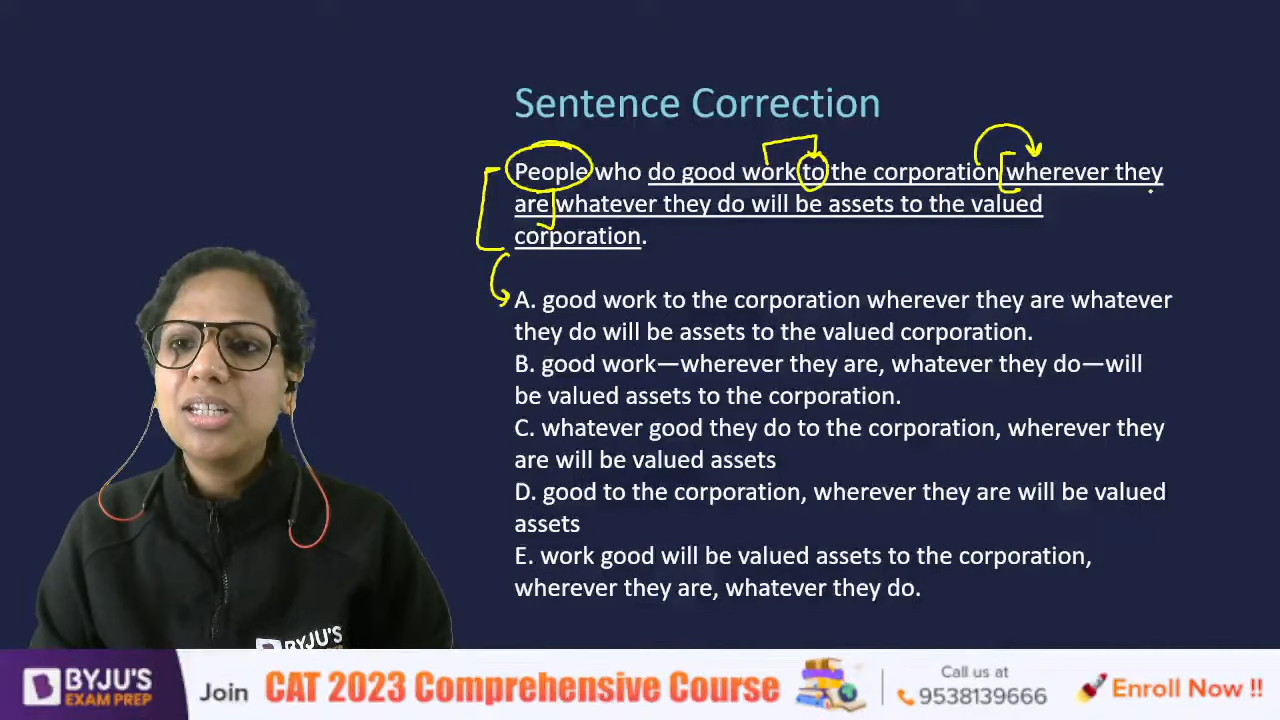 Sentence Correction
People who do good work to the corporation wherever they
are whatever they do will be assets to the valued
corporation.
A. good work to the corporation wherever they are whatever
they do will be assets to the valued corporation.
B. good work—wherever they are, whatever they do—will
be valued assets to the corporation.
C. whatever good they do to the corporation, wherever they
are will be valued assets
D. good to the corporation, wherever they are will be valued
assets
E. work good will be valued assets to the corporation,
wherever they are, whatever they do.
BYJU'S
BYJU'S
EXAM PREP
Join CAT 2023 Comprehensive Course
Call us at
9538139666
Enroll Now !!